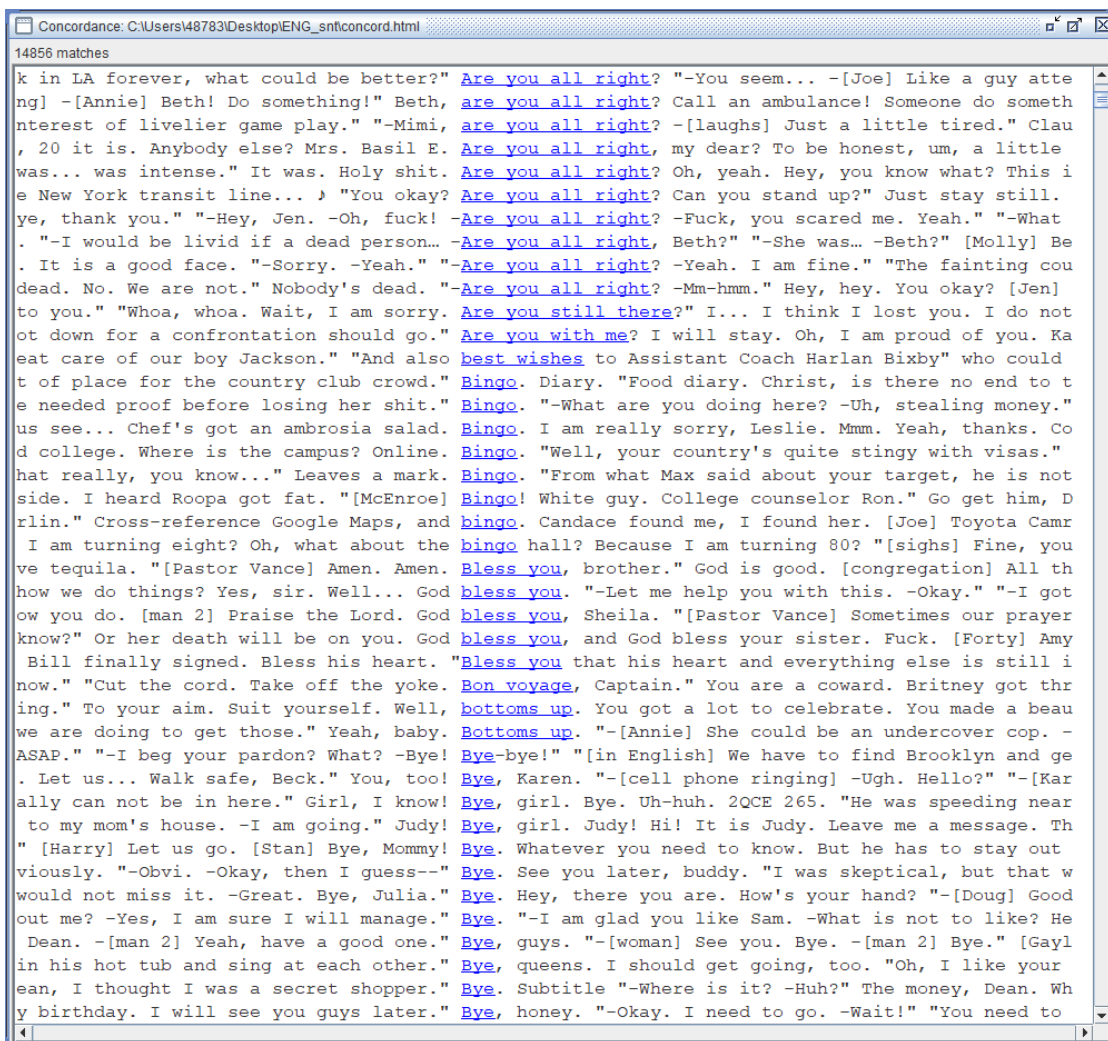 Concordance: C:\Users\48783\Desktop\ENG_snt\concord.html
14856 matches
k in LA forever, what could be better?" Are you all right? "-You seem... -[Joe] Like a guy atte
ng] -[Annie] Beth! Do something!" Beth, are you all right? Call an ambulance! Someone do someth
nterest of livelier game play." "-Mimi, are you all right? -[laughs] Just a little tired." Clau
, 20 it is. Anybody else? Mrs. Basil E. Are you all right, my dear? To be honest, um, a little
was... was intense." It was. Holy shit. Are you all right? Oh, yeah. Hey, you know what? This i
e New York transit line... ♪ "You okay? Are you all right? Can you stand up?" Just stay still.
ye, thank you." "-Hey, Jen. -Oh, fuck! -Are you all right? -Fuck, you scared me. Yeah." "-What
. "-I would be livid if a dead person… -Are you all right, Beth?" "-She was… -Beth?" [Molly] Be
. It is a good face. "-Sorry. -Yeah." "-Are you all right? -Yeah. I am fine." "The fainting cou
dead. No. We are not." Nobody's dead. "-Are you all right? -Mm-hmm." Hey, hey. You okay? [Jen]
to you." "Whoa, whoa. Wait, I am sorry. Are you still there?" I... I think I lost you. I do not
ot down for a confrontation should go." Are you with me? I will stay. Oh, I am proud of you. Ka
eat care of our boy Jackson." "And also best wishes to Assistant Coach Harlan Bixby" who could
t of place for the country club crowd." Bingo. Diary. "Food diary. Christ, is there no end to t
e needed proof before losing her shit." Bingo. "-What are you doing here? -Uh, stealing money."
us see... Chef's got an ambrosia salad. Bingo. I am really sorry, Leslie. Mmm. Yeah, thanks. Co
d college. Where is the campus? Online. Bingo. "Well, your country's quite stingy with visas."
hat really, you know..." Leaves a mark. Bingo. "From what Max said about your target, he is not
side. I heard Roopa got fat. "[McEnroe] Bingo! White guy. College counselor Ron." Go get him, D
rlin." Cross-reference Google Maps, and bingo. Candace found me, I found her. [Joe] Toyota Camr
I am turning eight? Oh, what about the bingo hall? Because I am turning 80? "[sighs] Fine, you
ve tequila. "[Pastor Vance] Amen. Amen. Bless you, brother." God is good. [congregation] All th
how we do things? Yes, sir. Well... God bless you. "-Let me help you with this. -Okay." "-I got
ow you do. [man 2] Praise the Lord. God bless you, Sheila. "[Pastor Vance] Sometimes our prayer
know?" Or her death will be on you. God bless you, and God bless your sister. Fuck. [Forty] Amy
Bill finally signed. Bless his heart. "Bless you that his heart and everything else is still i
now." "Cut the cord. Take off the yoke. Bon voyage, Captain." You are a coward. Britney got thr
ing." To your aim. Suit yourself. Well, bottoms up. You got a lot to celebrate. You made a beau
we are doing to get those." Yeah, baby. Bottoms up. "-[Annie] She could be an undercover cop. -
ASAP." "-I beg your pardon? What? -Bye! Bye-bye!" "[in English] We have to find Brooklyn and ge
. Let us... Walk safe, Beck." You, too! Bye, Karen. "-[cell phone ringing] -Ugh. Hello?" "-[Kar
ally can not be in here." Girl, I know! Bye, girl. Bye. Uh-huh. 2QCE 265. "He was speeding near
to my mom's house. -I am going." Judy! Bye, girl. Judy! Hi! It is Judy. Leave me a message. Th
" [Harry] Let us go. [Stan] Bye, Mommy! Bye. Whatever you need to know. But he has to stay out
viously. "-Obvi. -Okay, then I guess--" Bye. See you later, buddy. "I was skeptical, but that w
would not miss it. -Great. Bye, Julia." Bye. Hey, there you are. How's your hand? "-[Doug] Good
out me? -Yes, I am sure I will manage." Bye. "-I am glad you like Sam. -What is not to like? He
Dean. -[man 2] Yeah, have a good one." Bye, guys. "-[woman] See you. Bye. -[man 2] Bye." [Gayl
in his hot tub and sing at each other." Bye, queens. I should get going, too. "Oh, I like your
ean, I thought I was a secret shopper." Bye. Subtitle "-Where is it? -Huh?" The money, Dean. Wh
y birthday. I will see you guys later." Bye, honey. "-Okay. I need to go. -Wait!" "You need to